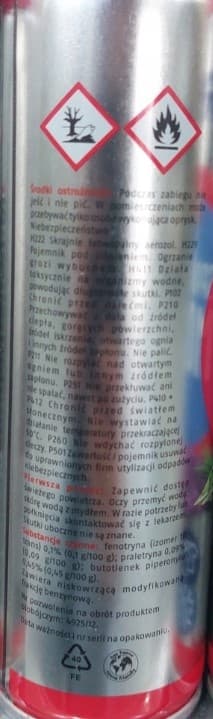 Środki ostrożności: Podczas zabiegu nie
jeść i nie pić. W pomieszczeniach może
przebywać tylko osoba wykonująca oprysk.
Niebezpieczeństwo
H222 Skrajnie łatwopalny aerozol. H229
Pojemnik pod ciśnieniem. Ogrzanie
grozi wybuchem. H411 Działa
toksycznie na organizmy wodne,
powodując długotrwałe skutki. P102
Chronić przed dziećmi. P210
Przechowywać z dala od źródeł
ciepła, gorących powierzchni,
źródeł iskrzenia, otwartego ognia
i innych źródeł zapłonu. Nie palić.
P211 Nie rozpylać nad otwartym
ogniem lub innym źródłem
zapłonu. P251 Nie przekłuwać ani
nie spalać, nawet po zużyciu. P410 +
P412 Chronić przed światłem
słonecznym. Nie wystawiać na
działanie temperatury przekraczającej
50°C. P260 Nie wdychać rozpylonej
cieczy. P501 Zawartość / pojemnik usuwać
do uprawnionych firm utylizacji odpadów
niebezpiecznych.
Pierwsza pomoc: Zapewnić dostęp
świeżego powietrza. Oczy przemyć wodą,
skórę wodą z mydłem. W razie potrzeby lub
połknięcia skontaktować się z lekarzem.
Skutki uboczne nie są znane.
Substancje czynne: fenotryna (izomer
trans) 0,1% (0,1 g/100 g); praletryna 0,09%
(0,09 g/100 g); butotlenek piperonylu
0,45% (0,45 g/100 g).
Zawiera niskowrzącą modyfikowaną
frakcję benzynową.
Nr pozwolenia na obrót produktem
biobójczym: 4925/12.
Data ważności i nr serii na opakowaniu.
40
FE